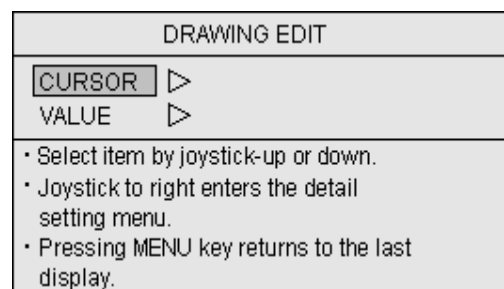 DRAWING EDIT
CURSOR
VALUE
・Select item by joystick-up or down.
・Joystick to right enters the detail
setting menu.
・Pressing MENU key returns to the last
display.